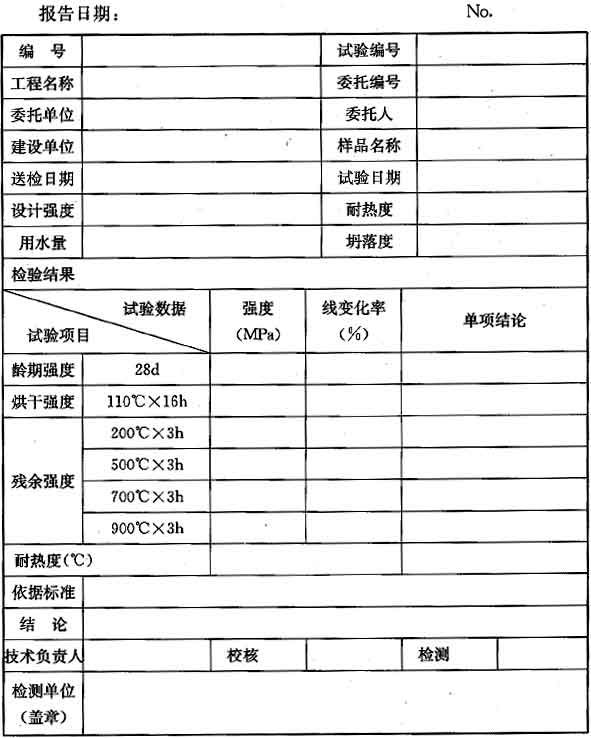 报告日期： No.
编 号 试验编号
工程名称 委托编号
委托单位 委托人
建设单位 样品名称
送检日期 试验日期
设计强度 耐热度
用水量 坍落度
检验结果
试验数据 强度 线变化率 单项结论
试验项目 (MPa) (%)
龄期强度 28d
烘干强度 110℃×16h
残余强度 200℃×3h
500℃×3h
700℃×3h
900℃×3h
耐热度(℃)
依据标准
结 论
技术负责人 校核 检测
检测单位
(盖章)